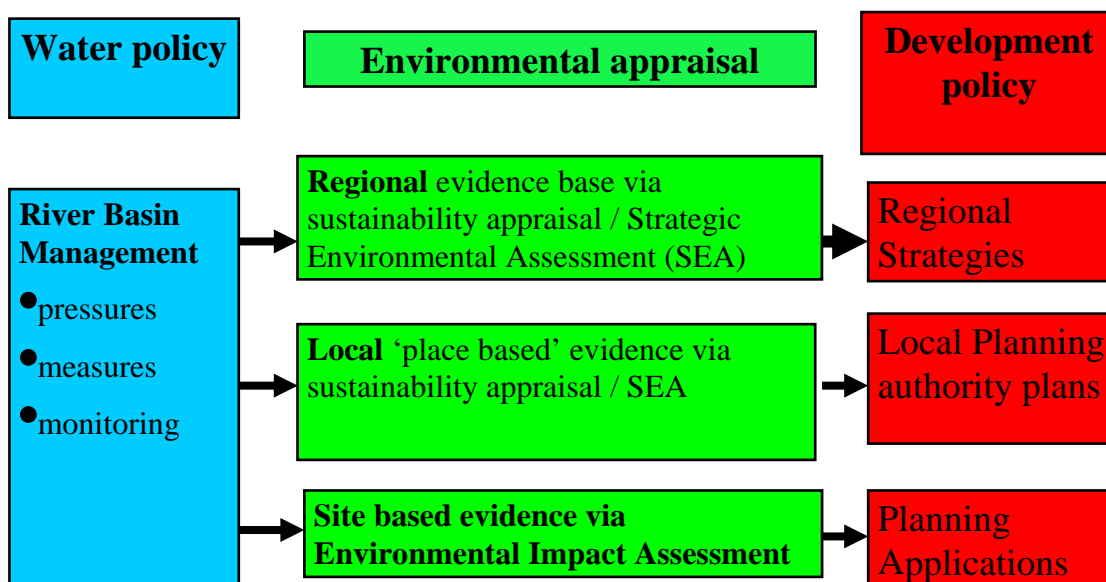 Water policy
Environmental appraisal
Development
policy
River Basin
Management
●pressures
●measures
●monitoring
Regional evidence base via
sustainability appraisal / Strategic
Environmental Assessment (SEA)
Regional
Strategies
Local ‘place based’ evidence via
sustainability appraisal / SEA
Local Planning
authority plans
Site based evidence via
Environmental Impact Assessment
Planning
Applications